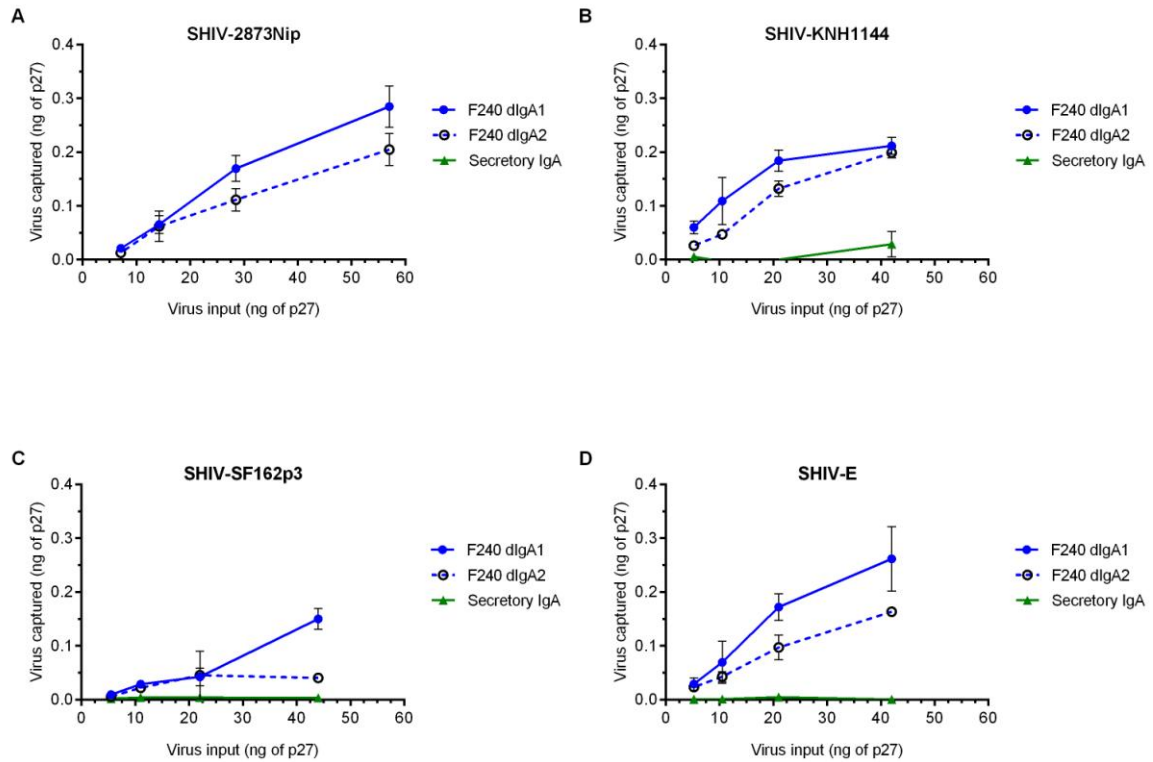 A
SHIV-2873Nip
0.4
0.3
0.2
0.1
0.0
Virus captured (ng of p27)
0 10 20 30 40 50 60
Virus input (ng of p27)
F240 dIgA1
F240 dIgA2
Secretory IgA
B
SHIV-KNH1144
0.4
0.3
0.2
0.1
0.0
Virus captured (ng of p27)
0 10 20 30 40 50 60
Virus input (ng of p27)
F240 dIgA1
F240 dIgA2
Secretory IgA
C
SHIV-SF162p3
0.4
0.3
0.2
0.1
0.0
Virus captured (ng of p27)
0 10 20 30 40 50 60
Virus input (ng of p27)
F240 dIgA1
F240 dIgA2
Secretory IgA
D
SHIV-E
0.4
0.3
0.2
0.1
0.0
Virus captured (ng of p27)
0 10 20 30 40 50 60
Virus input (ng of p27)
F240 dIgA1
F240 dIgA2
Secretory IgA